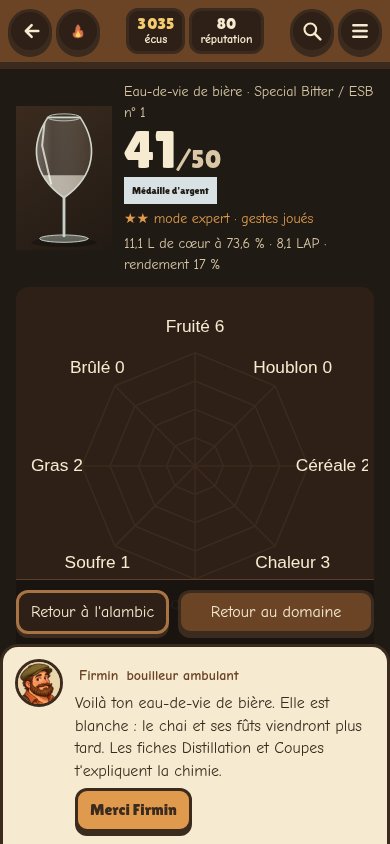 3035
écus
80
réputation
Eau-de-vie de bière · Special Bitter / ESB
n° 1
41/50
Médaille d'argent
★★ mode expert · gestes joués
11,1 L de cœur à 73,6 % · 8,1 LAP ·
rendement 17 %
Fruité 6
Brûlé 0
Houblon 0
Gras 2
Céréale 2
Soufre 1
Chaleur 3
Retour à l'alambic
Retour au domaine
Firmin bouilleur ambulant
Voilà ton eau-de-vie de bière. Elle est
blanche : le chai et ses fûts viendront plus
tard. Les fiches Distillation et Coupes
t'expliquent la chimie.
Merci Firmin